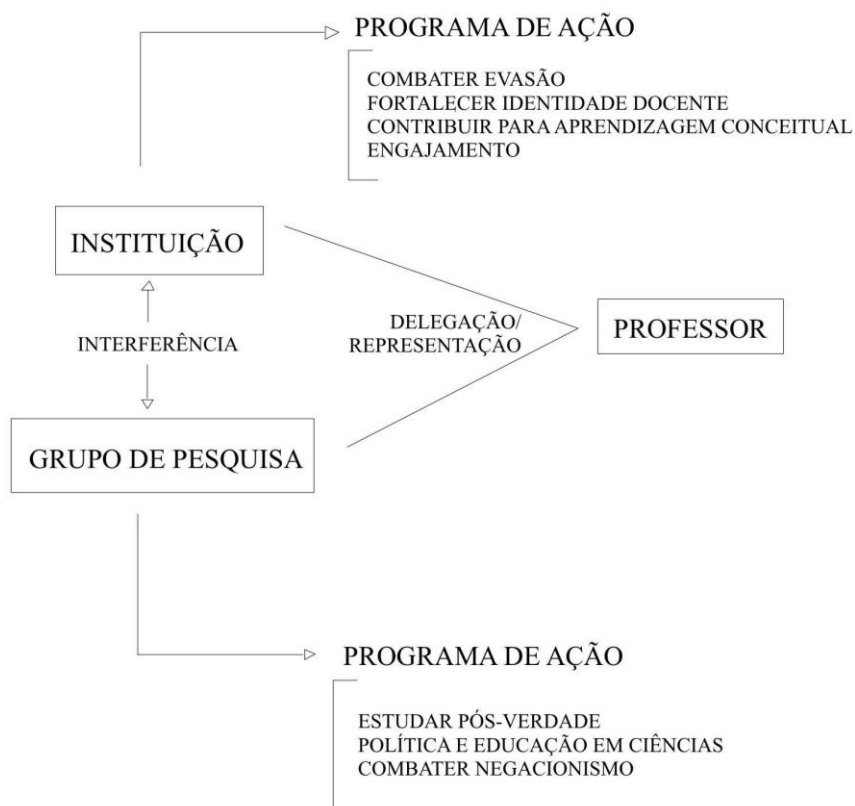 PROGRAMA DE AÇÃO
COMBATER EVASÃO
FORTALECER IDENTIDADE DOCENTE
CONTRIBUIR PARA APRENDIZAGEM CONCEITUAL
ENGAJAMENTO
INSTITUIÇÃO
INTERFERÊNCIA
DELEGAÇÃO/
REPRESENTAÇÃO
PROFESSOR
GRUPO DE PESQUISA
PROGRAMA DE AÇÃO
ESTUDAR PÓS-VERDADE
POLÍTICA E EDUCAÇÃO EM CIÊNCIAS
COMBATER NEGACIONISMO